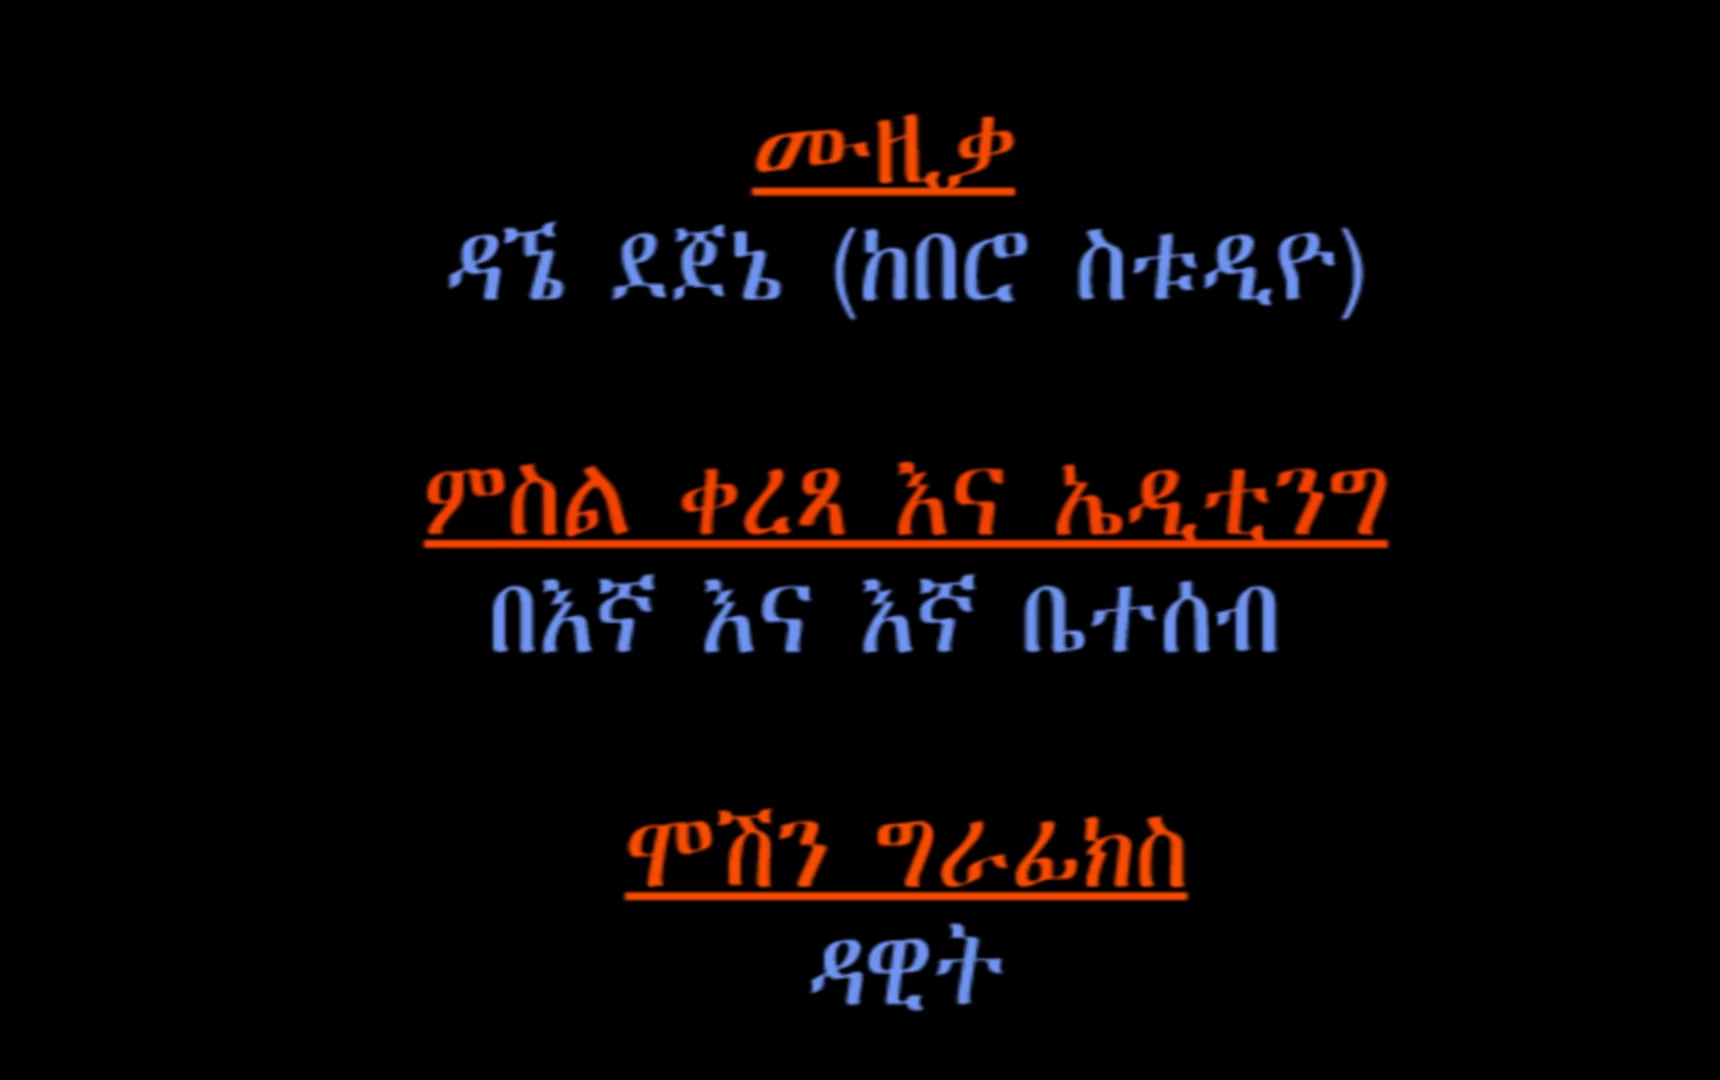 ሙዚቃ
ዳኜ ደጀኔ (ከበሮ ስቱዲዮ)
ምስል ቀረጻ እና ኤዲቲንግ
በእኛ እና እኛ ቤተሰብ
ሞሽን ግራፊክስ
ዳዊት